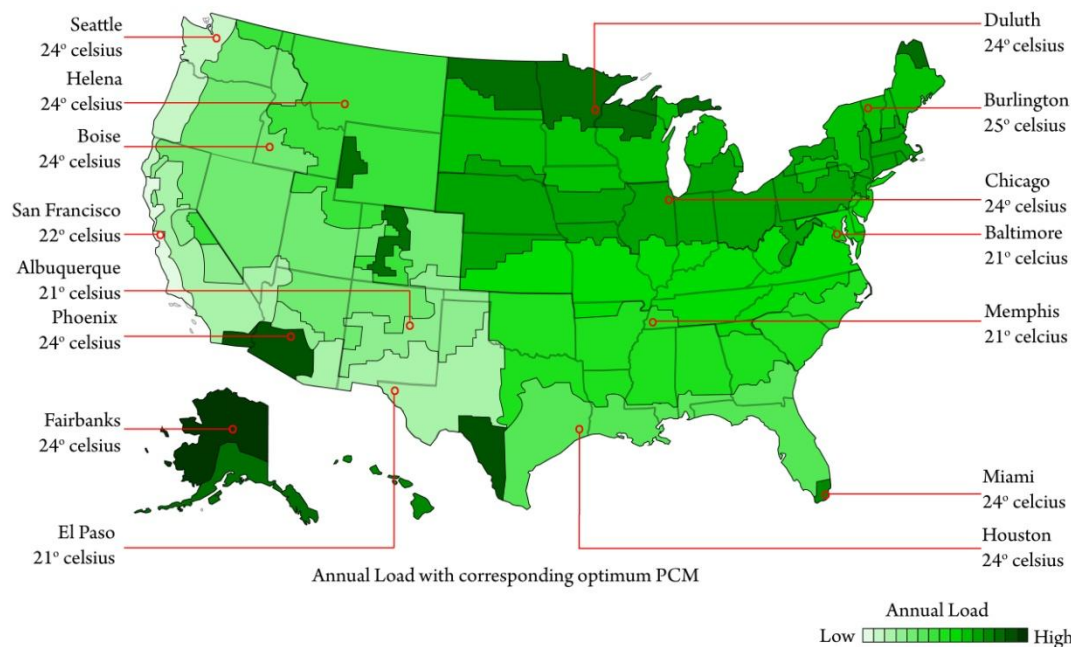 Seattle
24° celsius
Helena
24° celsius
Boise
24° celsius
San Francisco
22° celsius
Albuquerque
21° celsius
Phoenix
24° celsius
Fairbanks
24° celsius
El Paso
21° celsius
Duluth
24° celsius
Burlington
25° celsius
Chicago
24° celsius
Baltimore
21° celcius
Memphis
21° celcius
Miami
24° celcius
Houston
24° celsius
Annual Load with corresponding optimum PCM
Annual Load
Low High